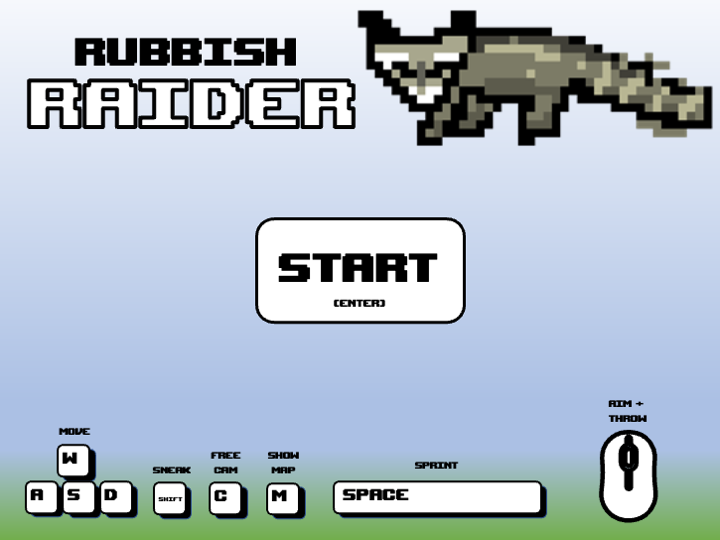 RUBBISH
RAIDER
START
(ENTER)
AIM +
THROW
MOVE
W
A S D
SNEAK
SHIFT
FREE
CAM
C
SHOW
MAP
M
SPRINT
SPACE